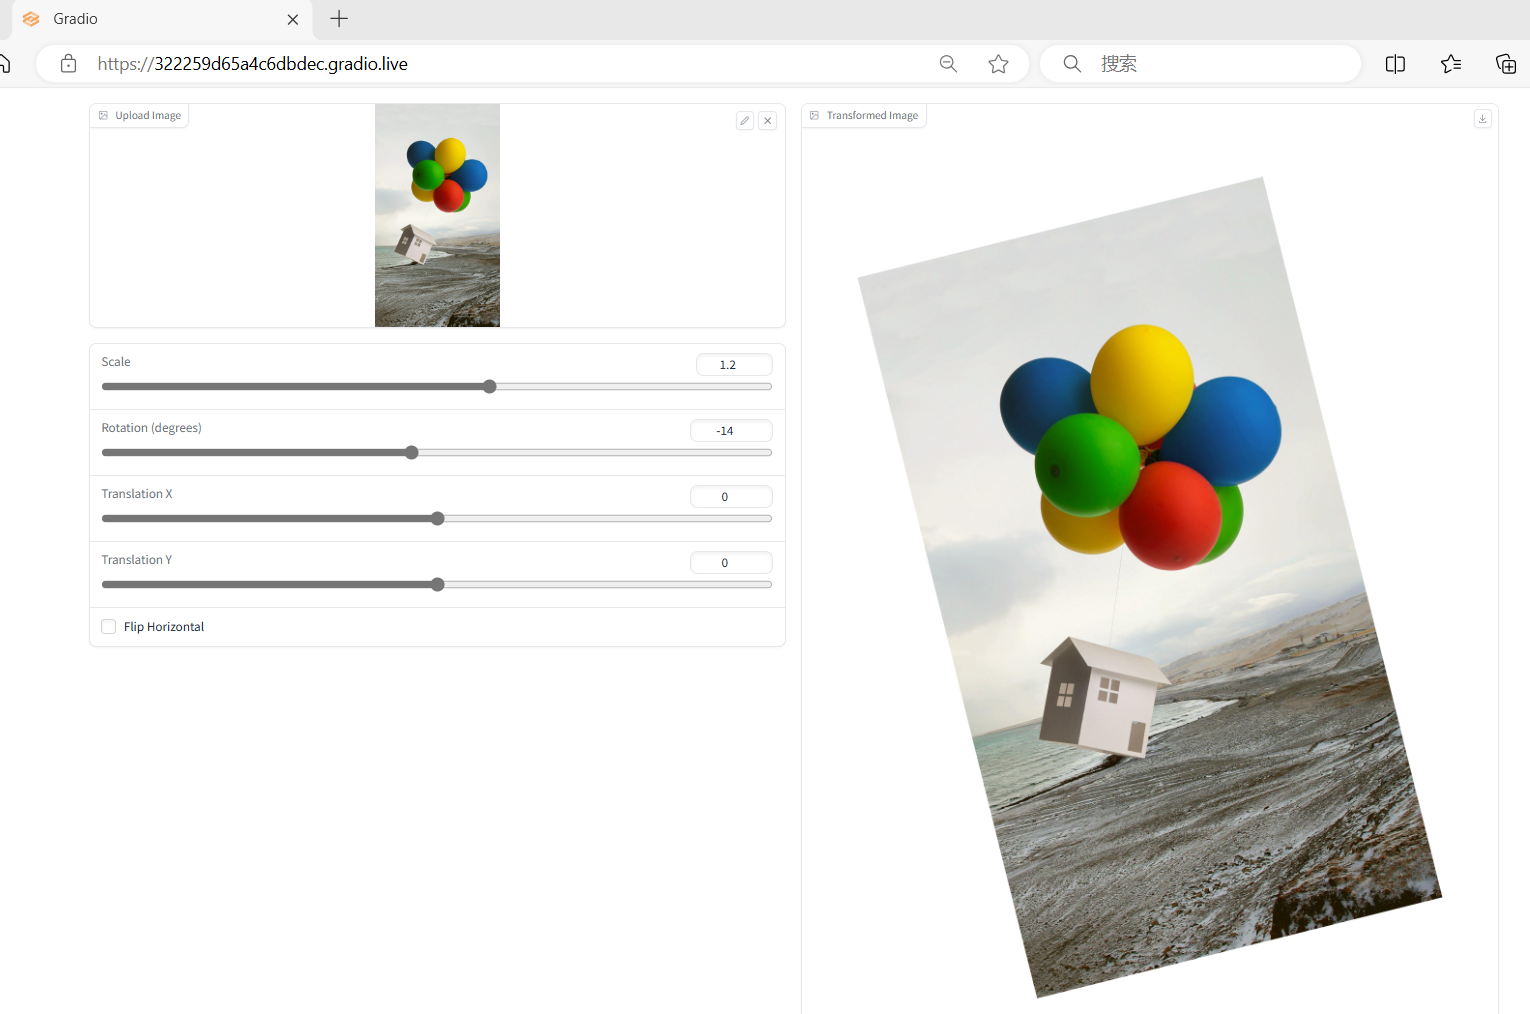 Gradio
https://322259d65a4c6dbdec.gradio.live
搜索
Upload Image
Transformed Image
Scale
1.2
Rotation (degrees)
-14
Translation X
0
Translation Y
0
Flip Horizontal